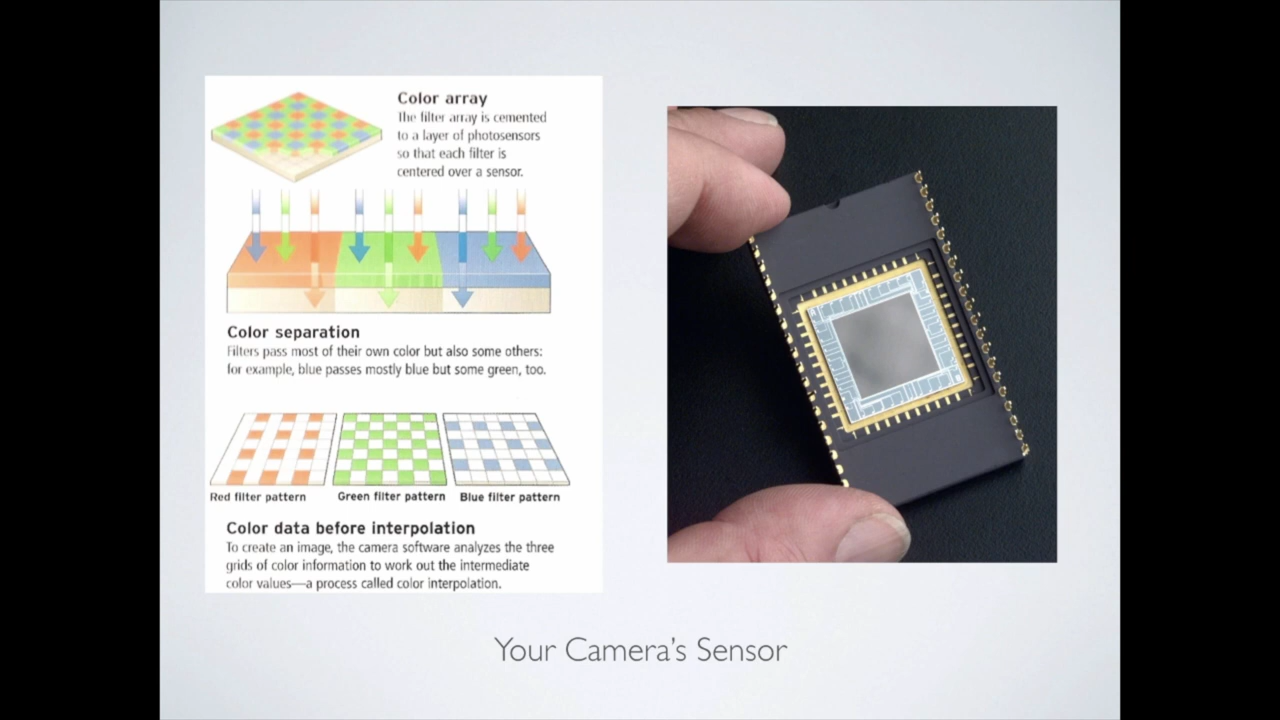 Color array
The filter array is cemented
to a layer of photosensors
so that each filter is
centered over a sensor.
Color separation
Filters pass most of their own color but also some others:
for example, blue passes mostly blue but some green, too.
Red filter pattern
Green filter pattern
Blue filter pattern
Color data before interpolation
To create an image, the camera software analyzes the three
grids of color information to work out the intermediate
color values—a process called color interpolation.
Your Camera's Sensor